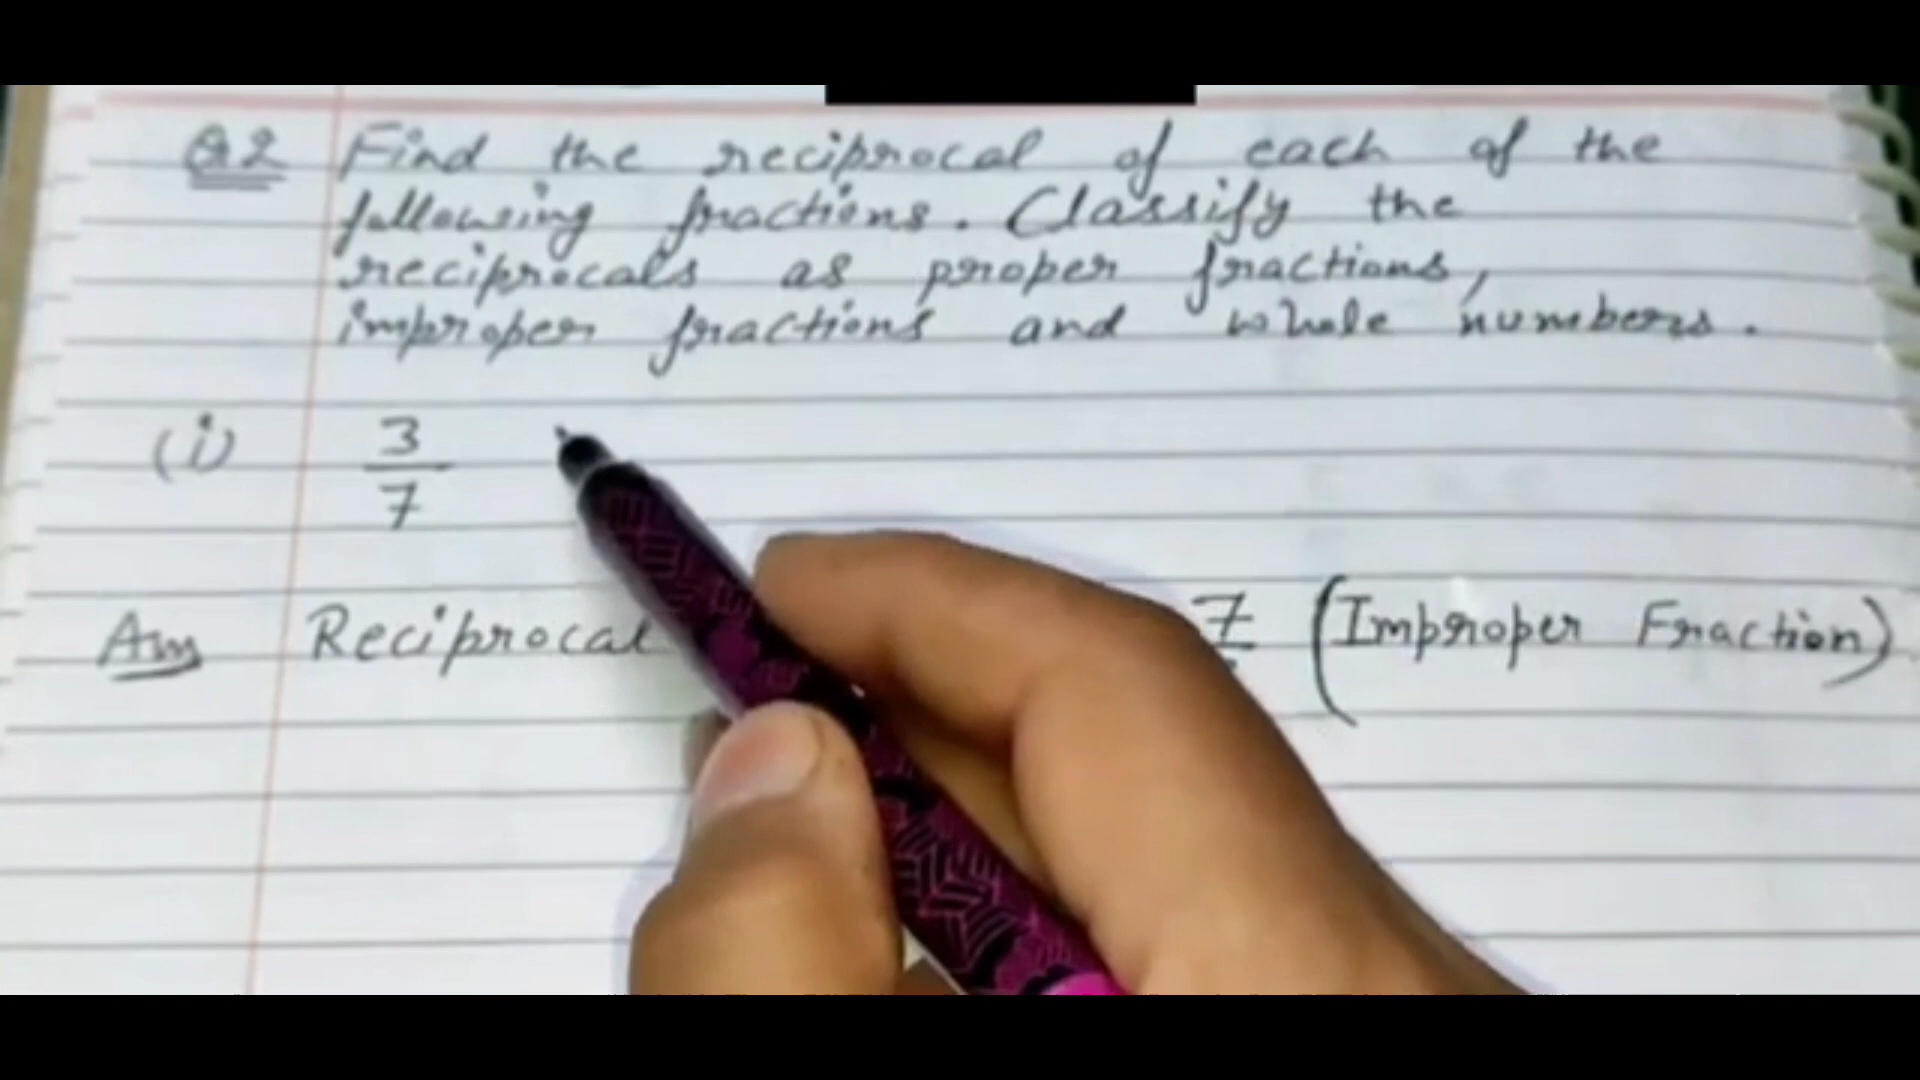 Q2 Find the reciprocal of each of the
following fractions. Classify the
reciprocals as proper fractions,
improper fractions and whole numbers.
(i) 3
7
Ans Reciprocal 7 (Improper Fraction)